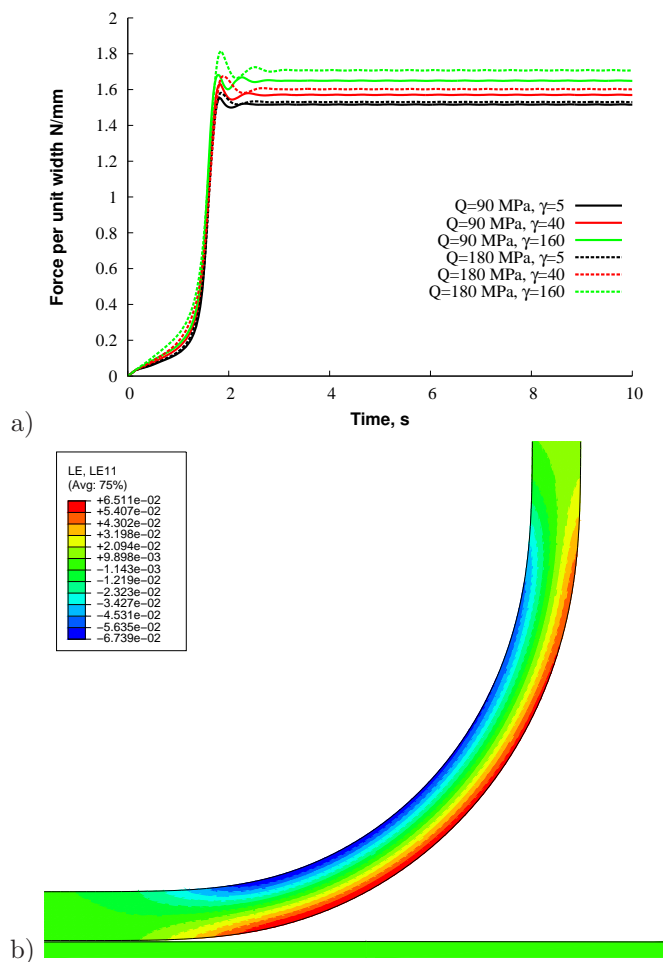 2
1.8
1.6
1.4
1.2
1
0.8
0.6
0.4
0.2
0
Force per unit width N/mm
Q=90 MPa, γ=5
Q=90 MPa, γ=40
Q=90 MPa, γ=160
Q=180 MPa, γ=5
Q=180 MPa, γ=40
Q=180 MPa, γ=160
0 2 4 6 8 10
Time, s
a)
LE, LE11
(Avg: 75%)
+6.511e-02
+5.407e-02
+4.302e-02
+3.198e-02
+2.094e-02
+9.898e-03
-1.143e-03
-1.219e-02
-2.323e-02
-3.427e-02
-4.531e-02
-5.635e-02
-6.739e-02
b)